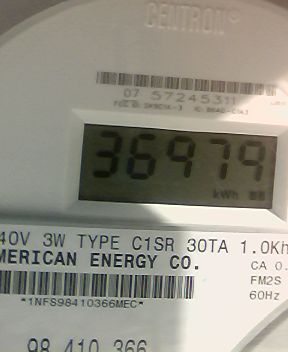 CENTRON®
07 57245311
36979
kWh
40V 3W TYPE C1SR 30TA 1.0Kh
MERICAN ENERGY CO.
CA 0.
FM2S
60Hz
*1NFS98410366MEC*
98 410 366